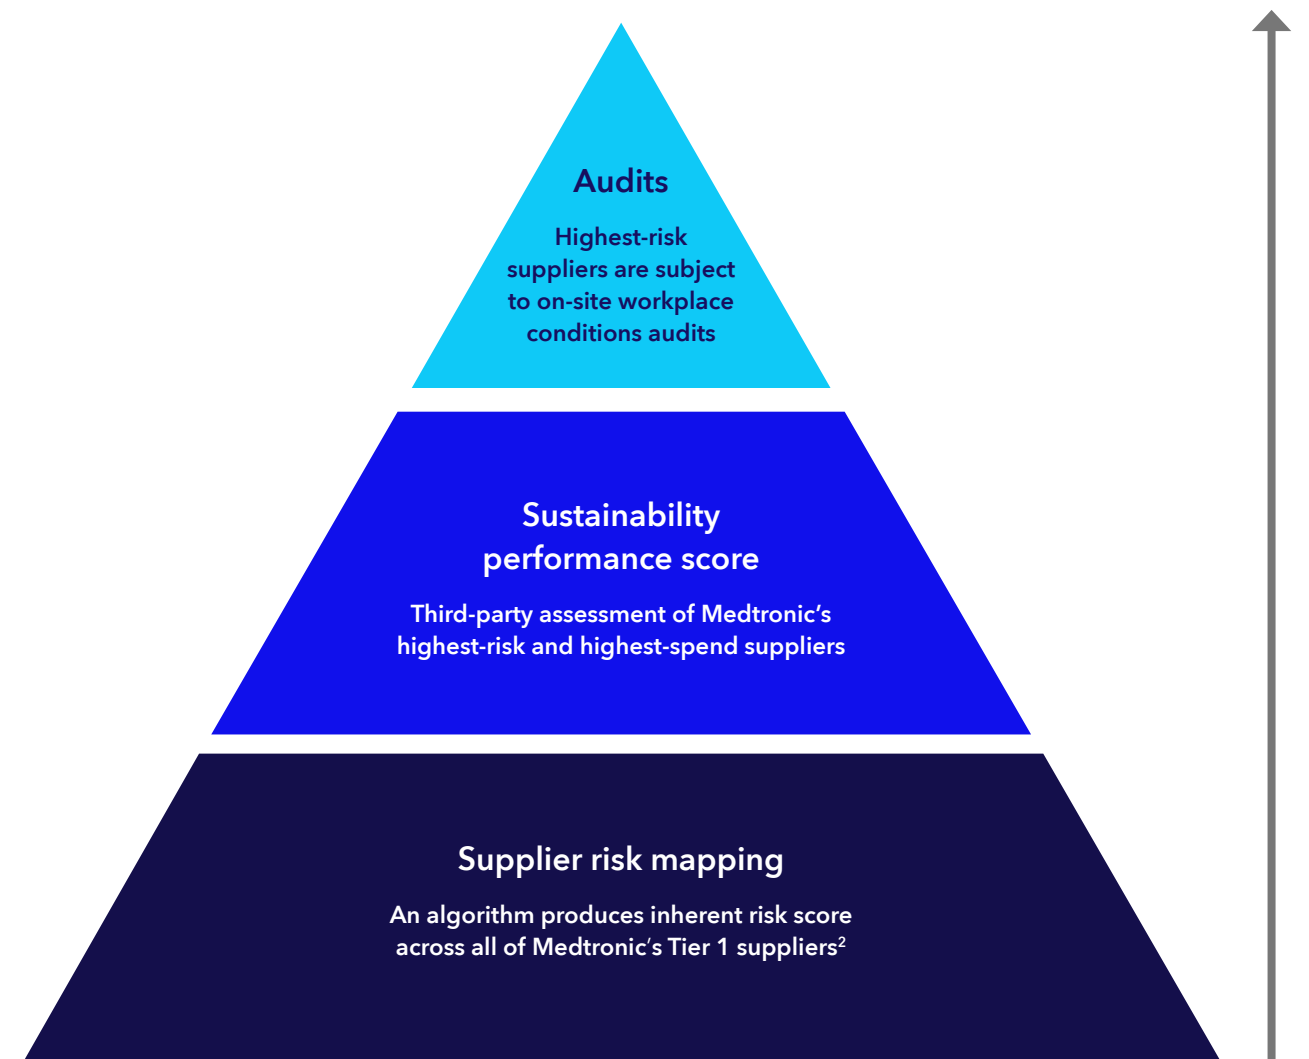 Audits
Highest-risk
suppliers are subject
to on-site workplace
conditions audits
Sustainability
performance score
Third-party assessment of Medtronic’s
highest-risk and highest-spend suppliers
Supplier risk mapping
An algorithm produces inherent risk score
across all of Medtronic's Tier 1 suppliers²